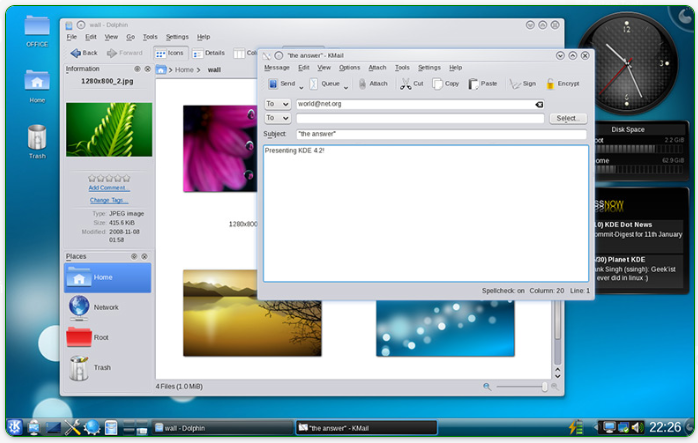 OFFICE
Home
Trash
wall - Dolphin
File Edit View Go Tools Settings Help
Back Forward Icons Details
Information
Home wall
1280x800_2.jpg
Add Comment...
Change Tags...
Type: JPEG image
Size: 415.6 KiB
Modified: 2008-11-08
01:58
Places
Home
Network
Root
Trash
4 Files (1.0 MiB)
"the answer" - KMail
Message Edit View Options Attach Tools Settings Help
Send Queue Attach Cut Copy Paste Sign Encrypt
To world@net.org
To Select...
Subject: "the answer"
Presenting KDE 4.2!
Spellcheck: on Column: 20 Line: 1
12
Disk Space
2.2 GiB
62.9 GiB
KDE Dot News
for 11th January
Planet KDE
Singh (ssingh): Geek'ist
ever did in linux :)
wall - Dolphin
"the answer" - KMail
22:26